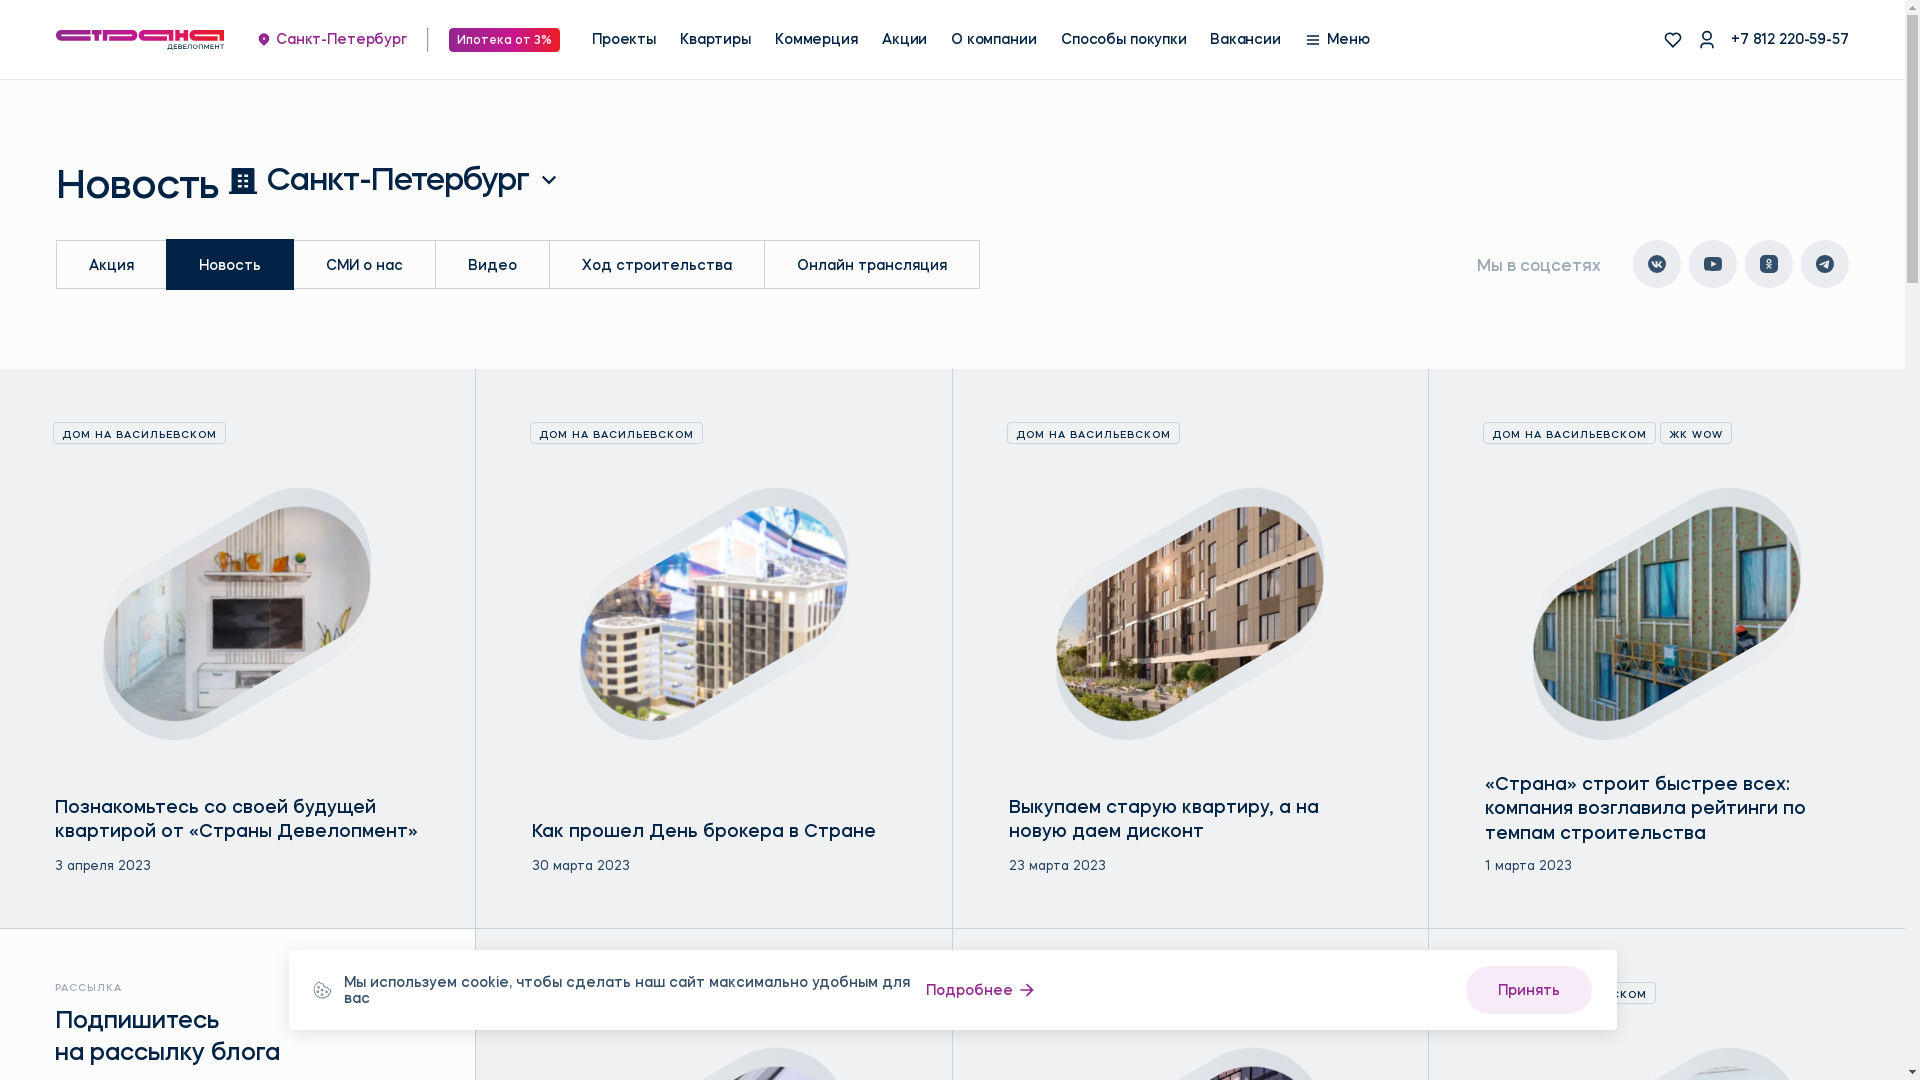 страна
ДЕВЕЛОПМЕНТ
Санкт-Петербург
Ипотека от 3%
Проекты
Квартиры
Коммерция
Акции
О компании
Способы покупки
Вакансии
Меню
+7 812 220-59-57
Новость
Санкт-Петербург
Акция
Новость
СМИ о нас
Видео
Ход строительства
Онлайн трансляция
Мы в соцсетях
ДОМ НА ВАСИЛЬЕВСКОМ
Познакомьтесь со своей будущей
квартирой от «Страны Девелопмент»
3 апреля 2023
ДОМ НА ВАСИЛЬЕВСКОМ
Как прошел День брокера в Стране
30 марта 2023
ДОМ НА ВАСИЛЬЕВСКОМ
Выкупаем старую квартиру, а на
новую даем дисконт
23 марта 2023
ДОМ НА ВАСИЛЬЕВСКОМ
ЖК WOW
«Страна» строит быстрее всех:
компания возглавила рейтинги по
темпам строительства
1 марта 2023
РАССЫЛКА
Подпишитесь
на рассылку блога
Мы используем cookie, чтобы сделать наш сайт максимально удобным для
вас
Подробнее
Принять